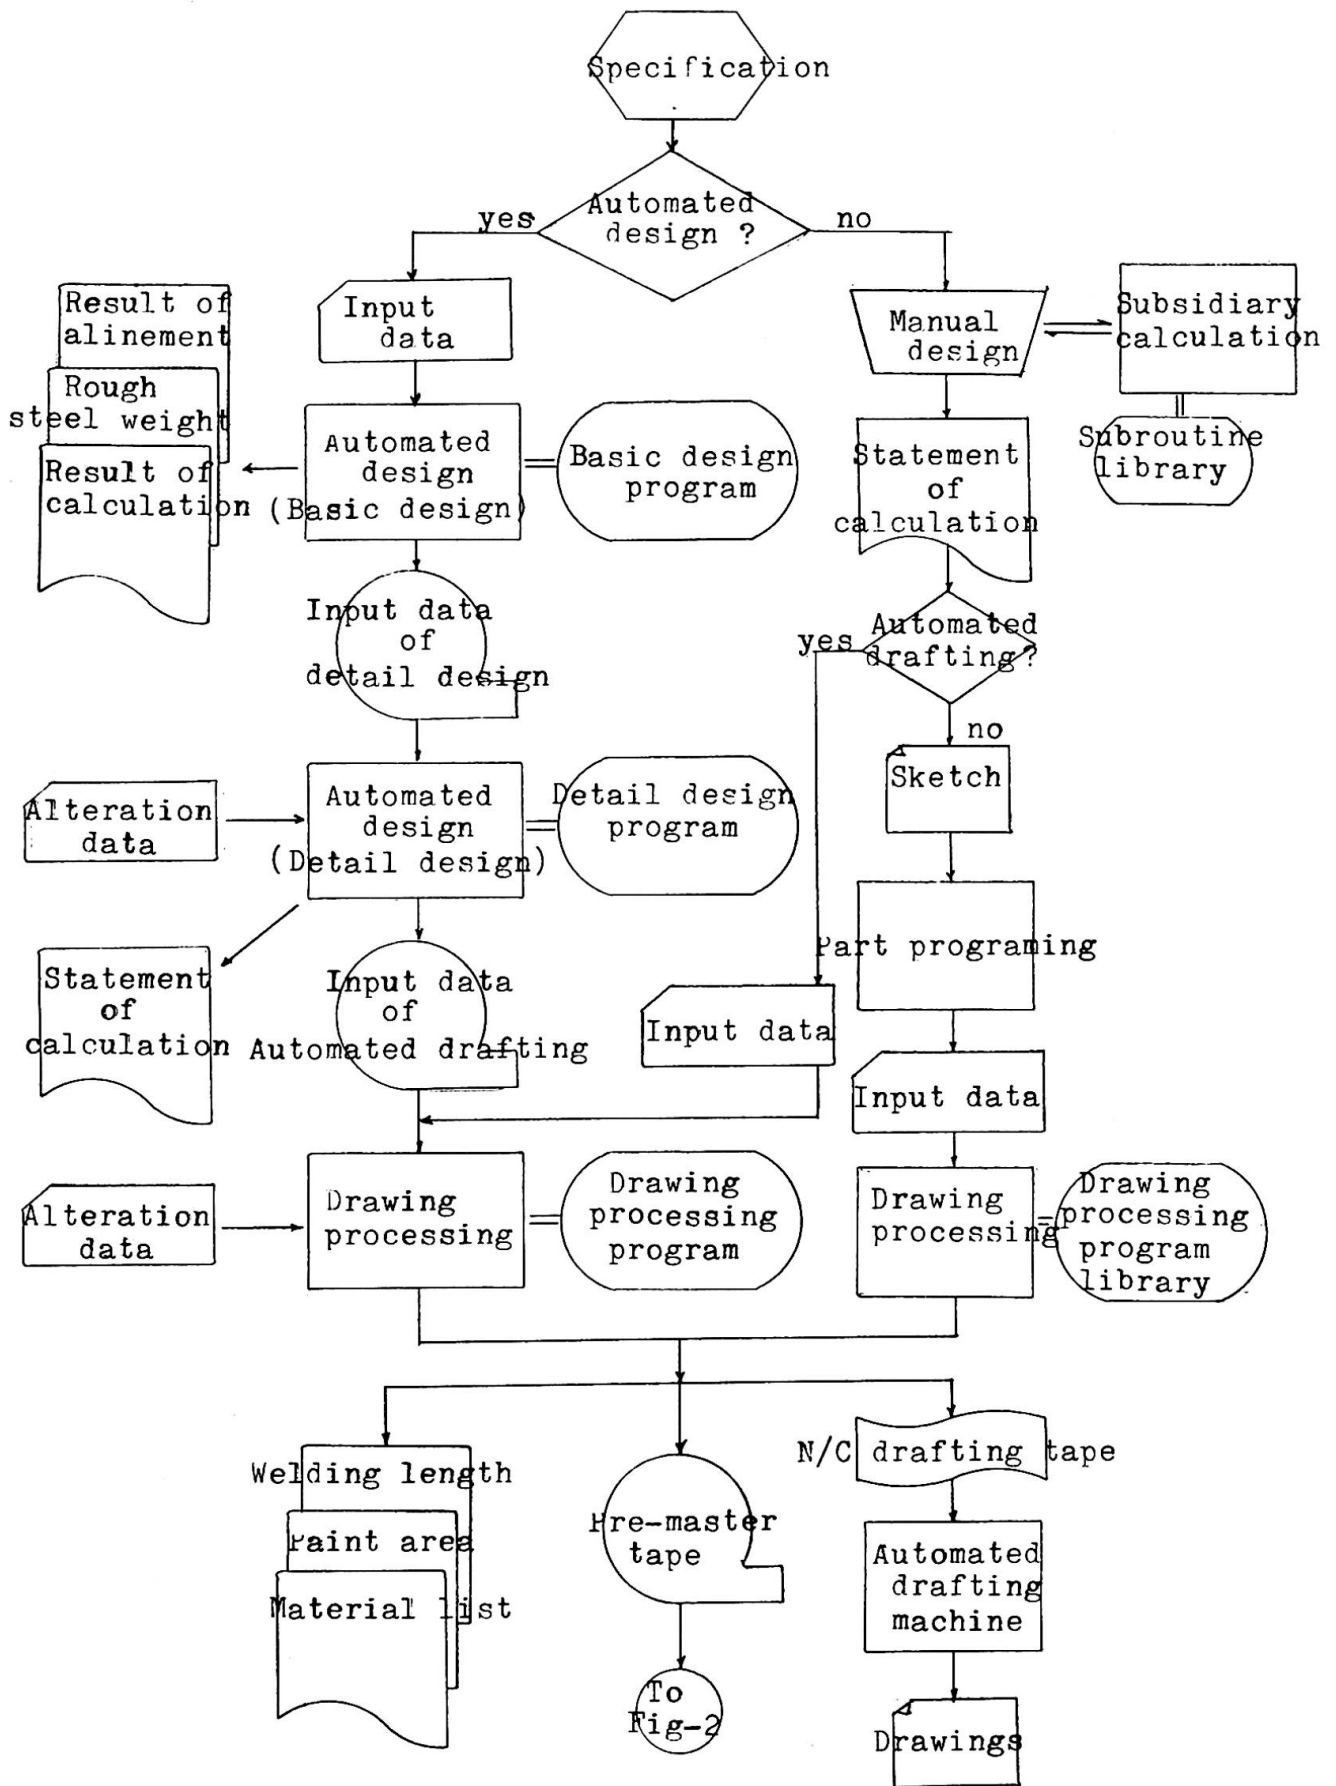 Specification
Automated
design ?
yes
no
Input
data
Result of
alinement
Rough
steel weight
Result of
calculation
Automated
design
(Basic design)
Basic design
program
Manual
design
Subsidiary
calculation
Subroutine
library
Statement
of
calculation
Input data
of
detail design
Automated
drafting ?
yes
no
Sketch
Alteration
data
Automated
design
(Detail design)
Detail design
program
Part programing
Statement
of
calculation
Input data
of
Automated drafting
Input data
Input data
Alteration
data
Drawing
processing
Drawing
processing
program
Drawing
processing
Drawing
processing
program
library
Welding length
Paint area
Material list
Pre-master
tape
To
Fig-2
N/C drafting tape
Automated
drafting
machine
Drawings